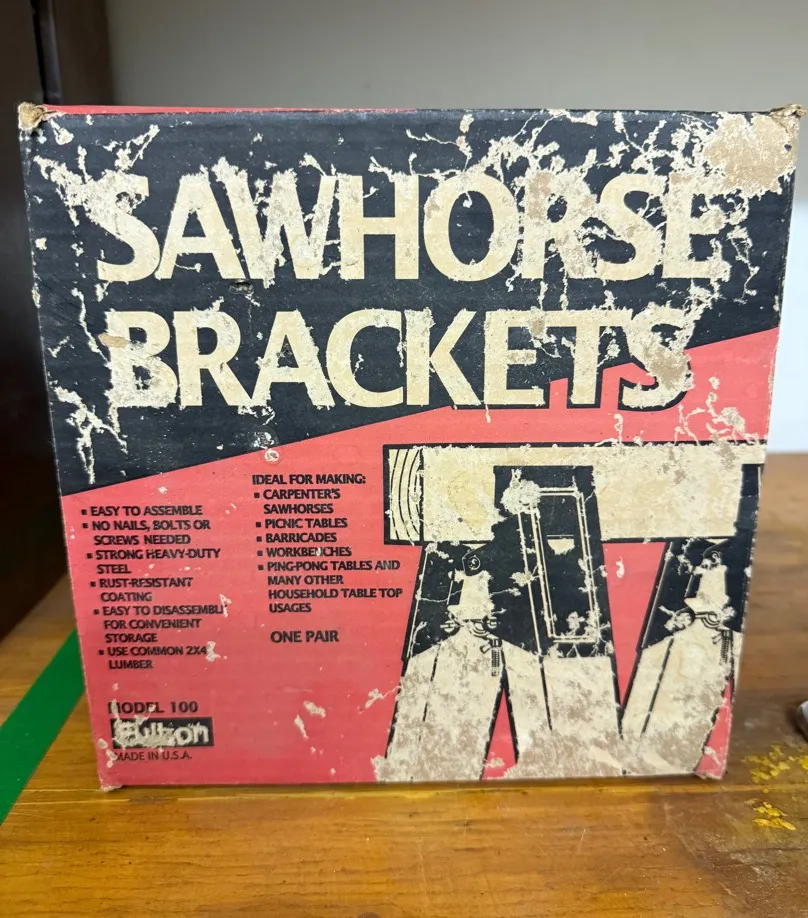 SAWHORSE
BRACKETS
▪ EASY TO ASSEMBLE
▪ NO NAILS, BOLTS OR
SCREWS NEEDED
▪ STRONG HEAVY-DUTY
STEEL
▪ RUST-RESISTANT
COATING
▪ EASY TO DISASSEMBLE
FOR CONVENIENT
STORAGE
▪ USE COMMON 2X4
LUMBER
IDEAL FOR MAKING:
▪ CARPENTER'S
SAWHORSES
▪ PICNIC TABLES
▪ BARRICADES
▪ WORKBENCHES
▪ PING-PONG TABLES AND
MANY OTHER
HOUSEHOLD TABLE TOP
USAGES
ONE PAIR
MODEL 100
Fulton
MADE IN U.S.A.